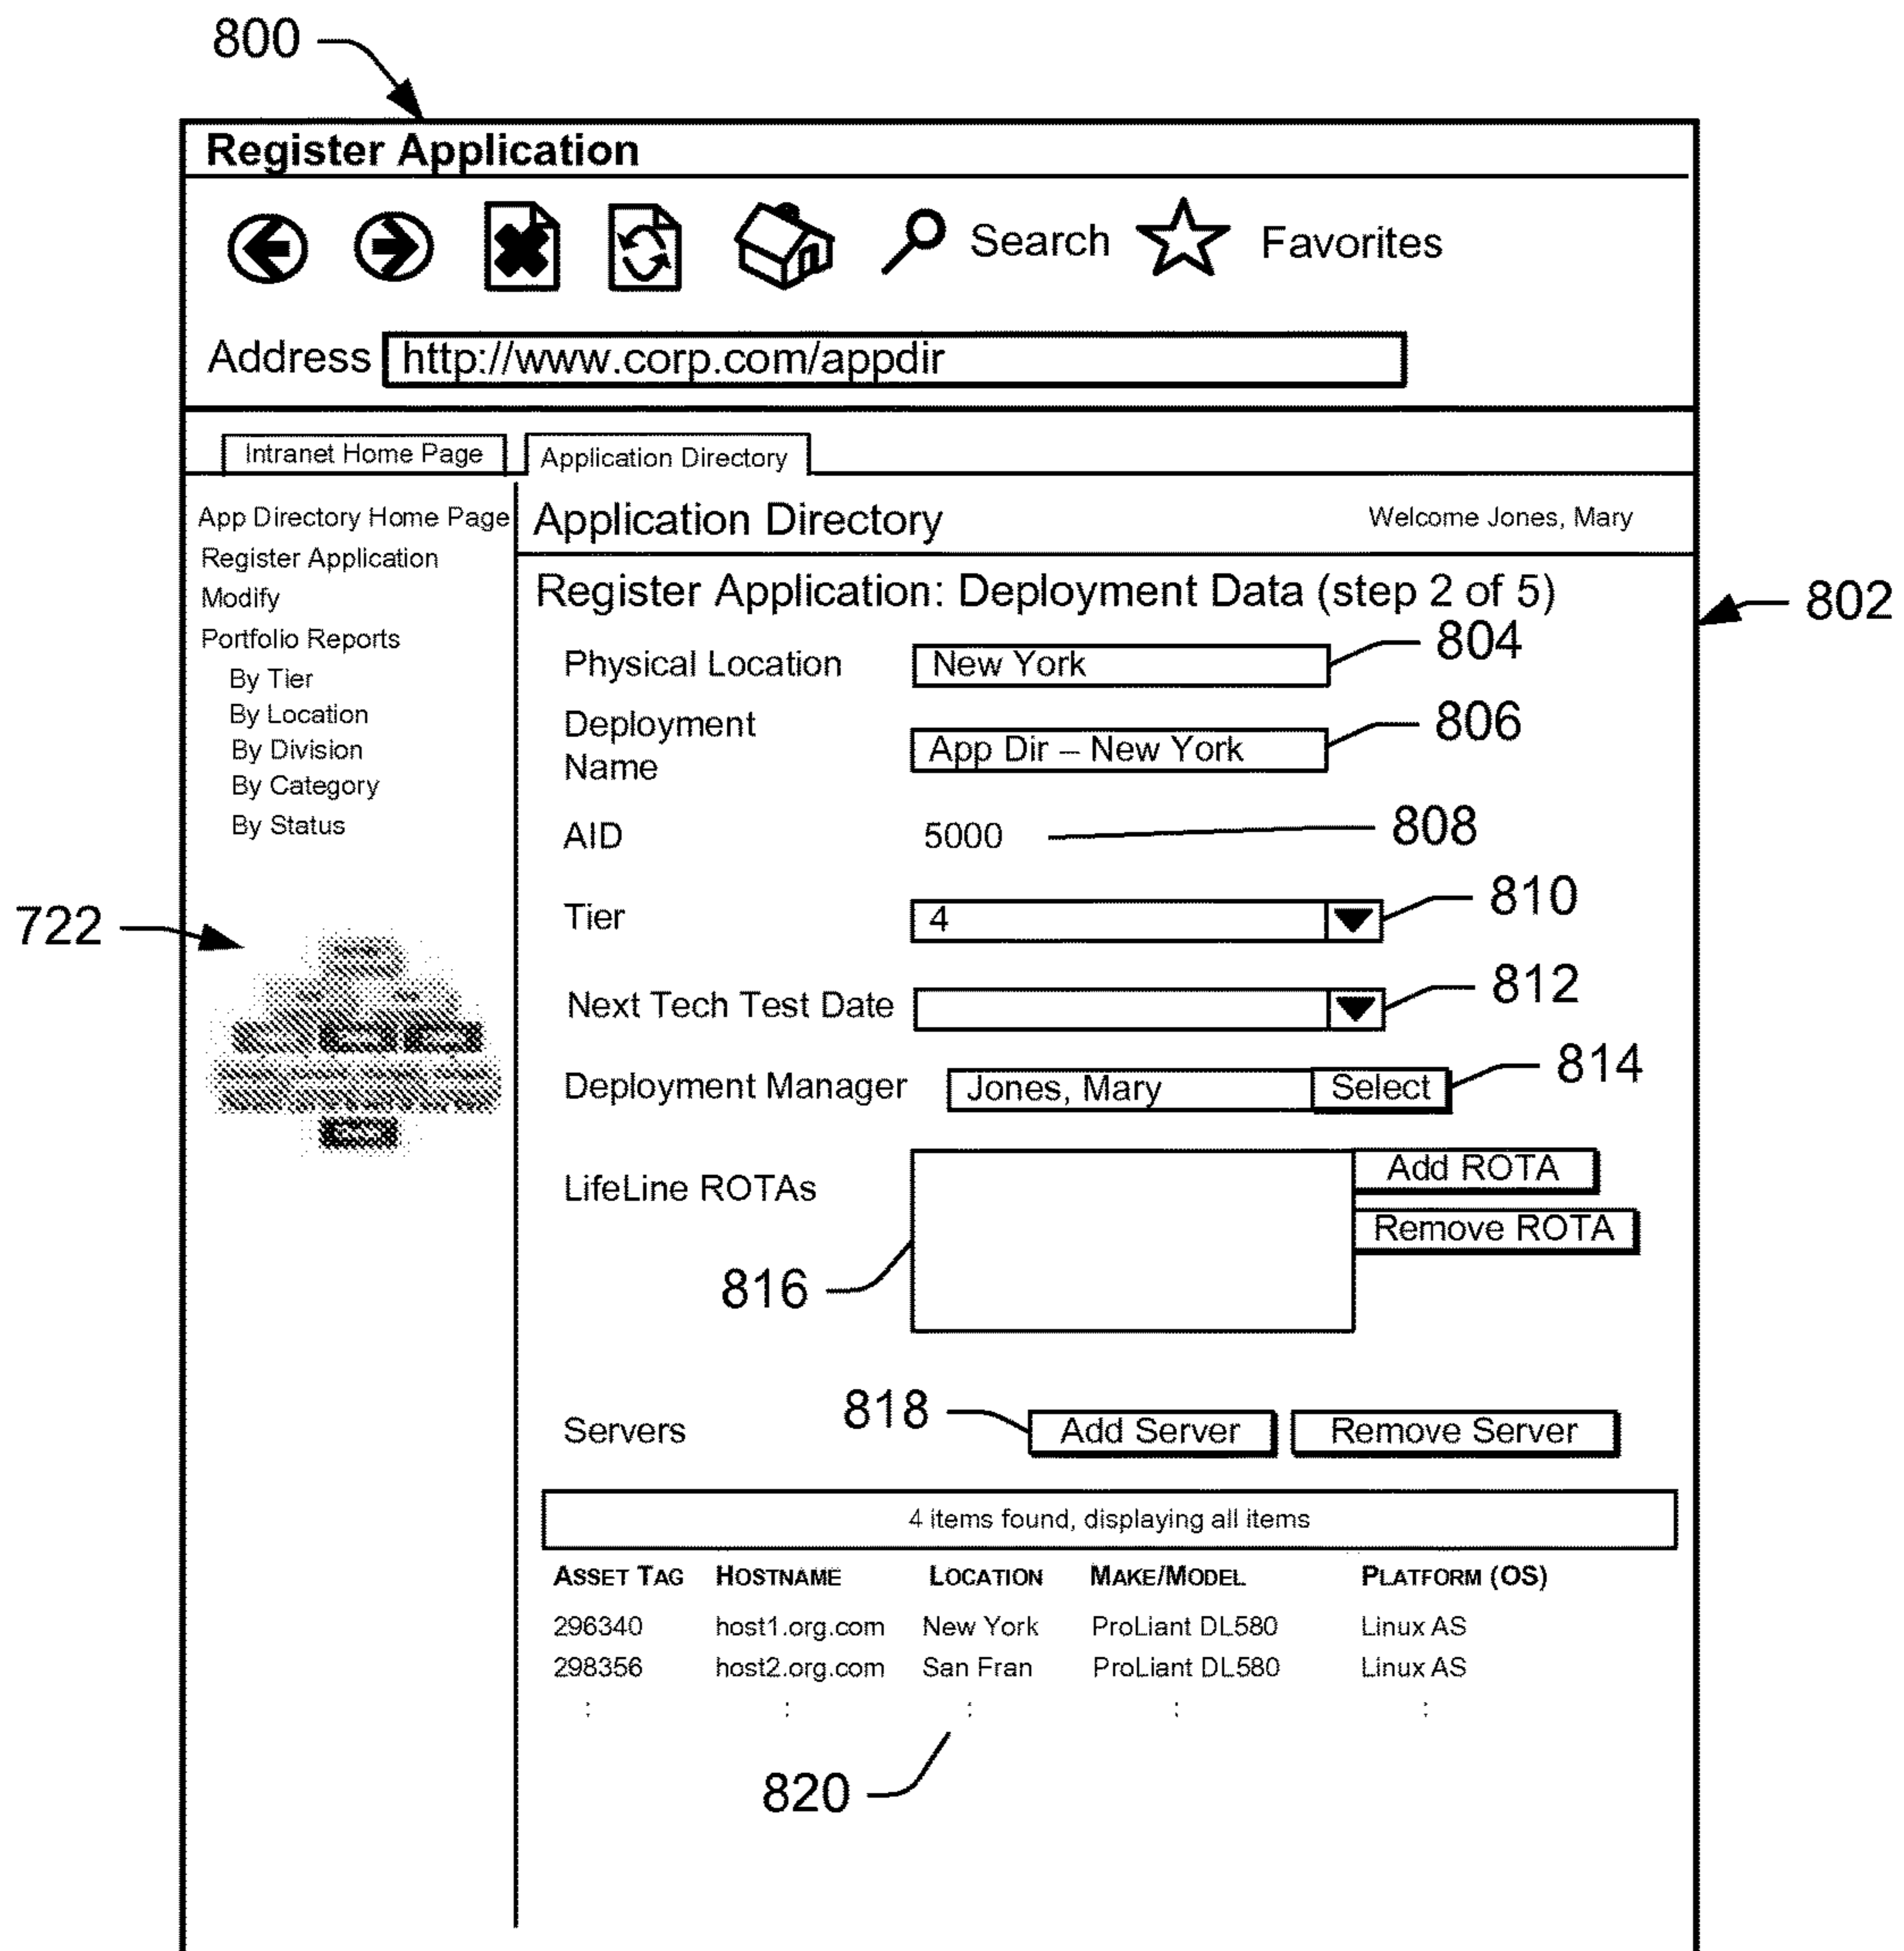 800
Register Application
Search Favorites
Address http://www.corp.com/appdir
Intranet Home Page Application Directory
App Directory Home Page
Register Application
Modify
Portfolio Reports
By Tier
By Location
By Division
By Category
By Status
722
Application Directory Welcome Jones, Mary
Register Application: Deployment Data (step 2 of 5)
802
Physical Location New York 804
Deployment
Name App Dir – New York 806
AID 5000 808
Tier 4 810
Next Tech Test Date 812
Deployment Manager Jones, Mary Select 814
LifeLine ROTAs Add ROTA
Remove ROTA
816
Servers 818 Add Server Remove Server
4 items found, displaying all items
ASSET TAG HOSTNAME LOCATION MAKE/MODEL PLATFORM (OS)
296340 host1.org.com New York ProLiant DL580 Linux AS
298356 host2.org.com San Fran ProLiant DL580 Linux AS
: : : : :
820